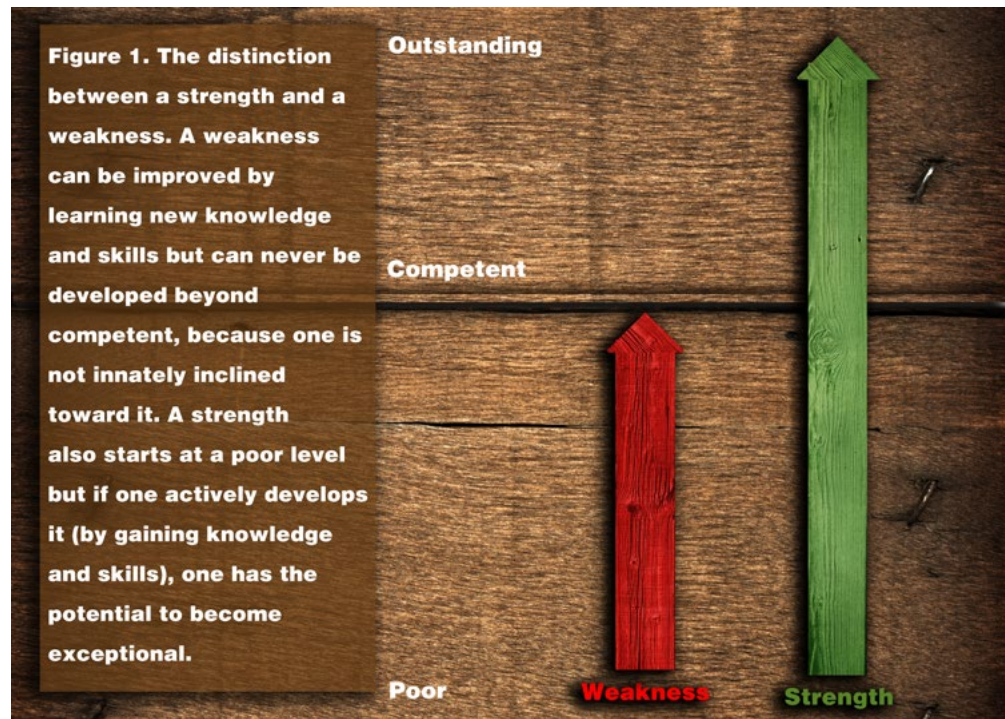 Figure 1. The distinction
between a strength and a
weakness. A weakness
can be improved by
learning new knowledge
and skills but can never be
developed beyond
competent, because one is
not innately inclined
toward it. A strength
also starts at a poor level
but if one actively develops
it (by gaining knowledge
and skills), one has the
potential to become
exceptional.
Outstanding
Competent
Poor
Weakness
Strength